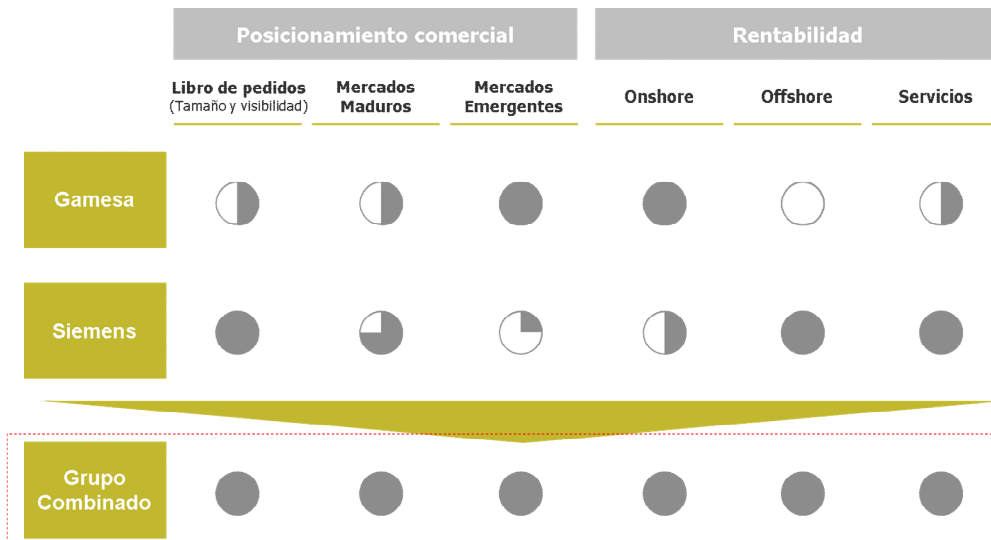 Posicionamiento comercial
Rentabilidad
Libro de pedidos
(Tamaño y visibilidad)
Mercados
Maduros
Mercados
Emergentes
Onshore
Offshore
Servicios
Gamesa
Siemens
Grupo
Combinado